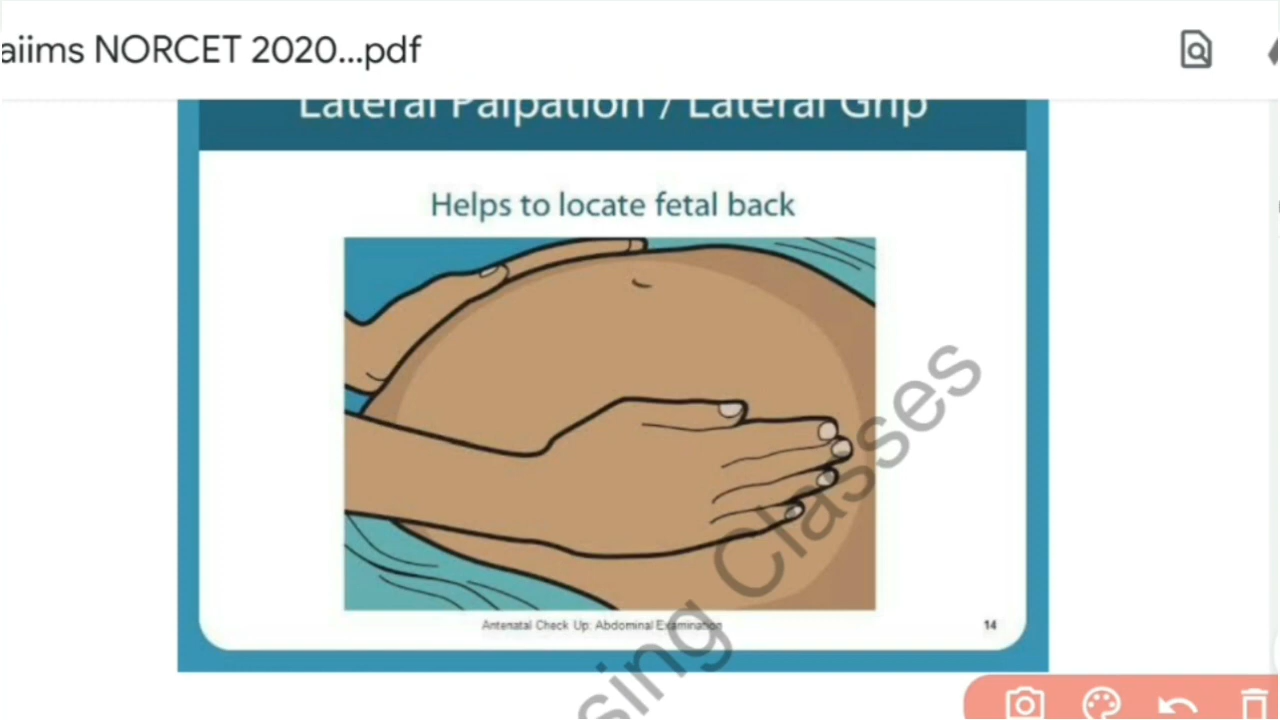 aiims NORCET 2020...pdf
Lateral Palpation / Lateral Grip
Helps to locate fetal back
Antenatal Check Up: Abdominal Examination
14
sing Classes